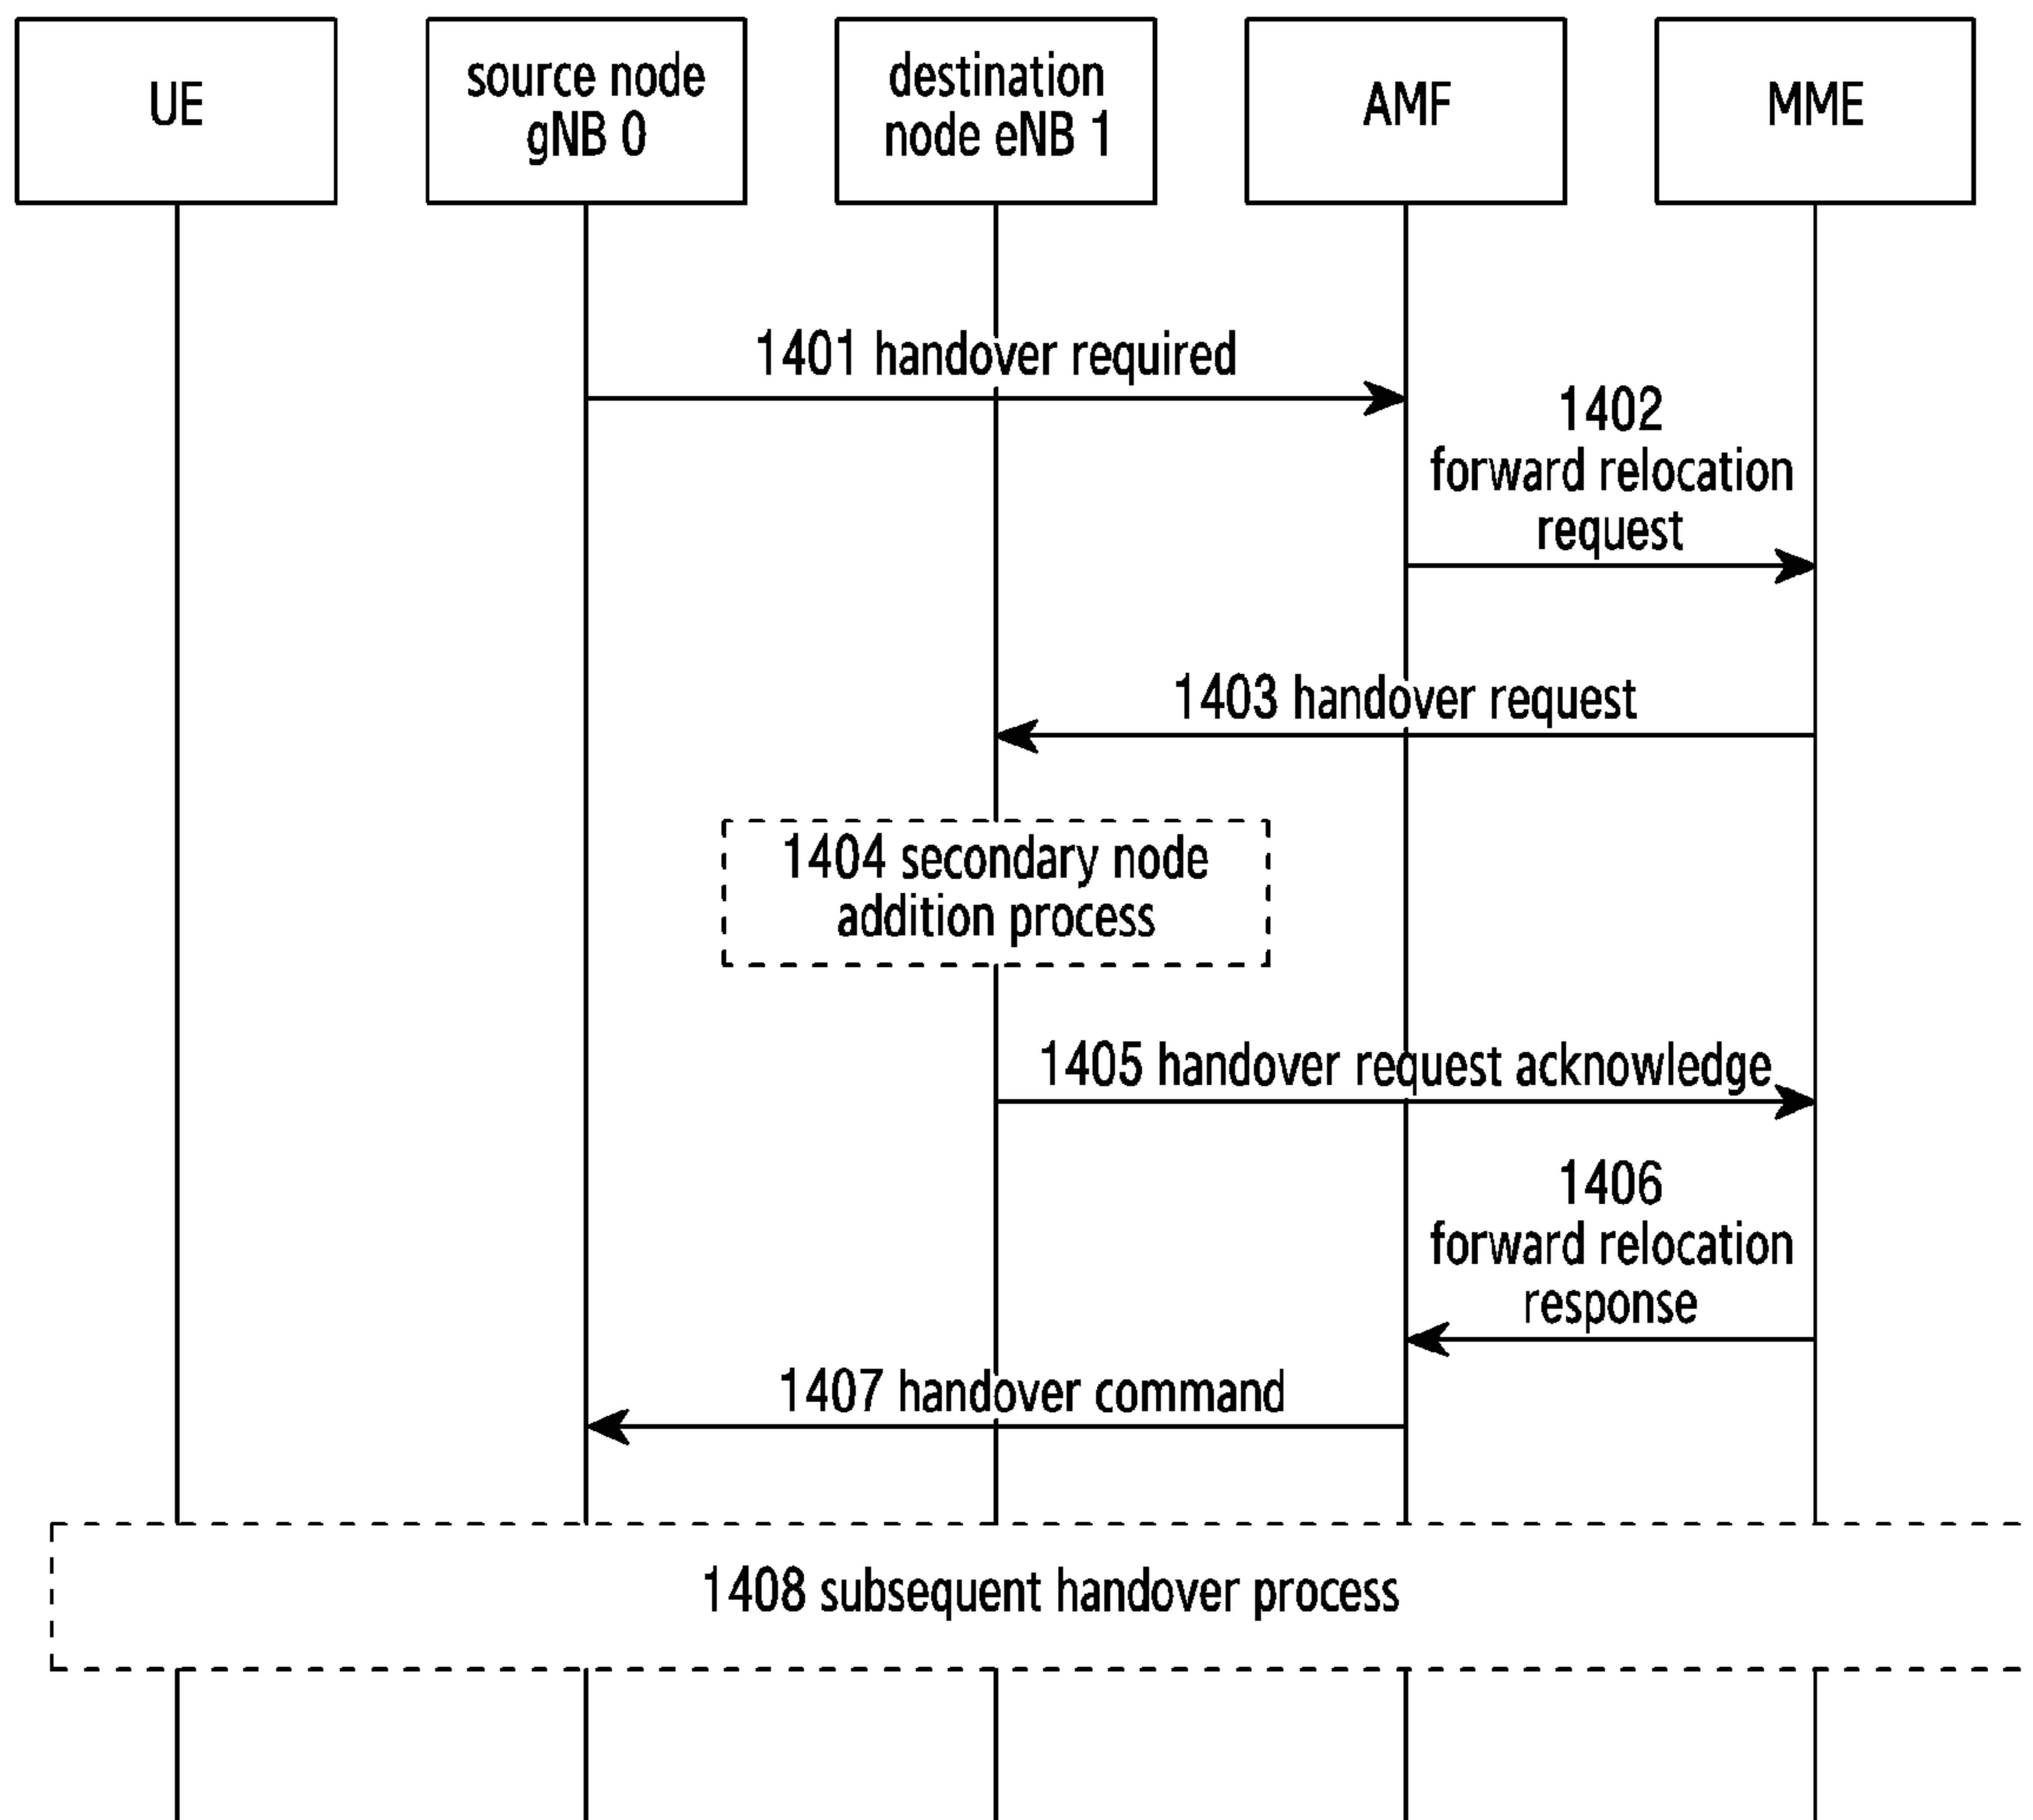 UE
source node
gNB 0
destination
node eNB 1
AMF
MME
1401 handover required
1402
forward relocation
request
1403 handover request
1404 secondary node
addition process
1405 handover request acknowledge
1406
forward relocation
response
1407 handover command
1408 subsequent handover process